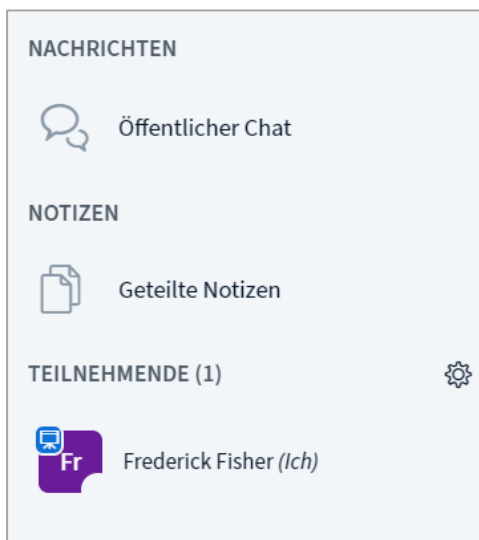 NACHRICHTEN
Öffentlicher Chat
NOTIZEN
Geteilte Notizen
TEILNEHMENDE (1)
Fr
Frederick Fisher (Ich)